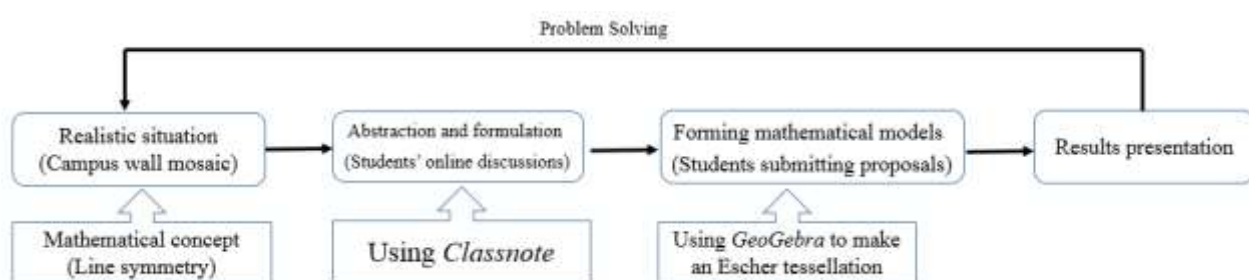 Problem Solving
Realistic situation
(Campus wall mosaic)
Abstraction and formulation
(Students' online discussions)
Forming mathematical models
(Students submitting proposals)
Results presentation
Mathematical concept
(Line symmetry)
Using Classnote
Using GeoGebra to make
an Escher tessellation